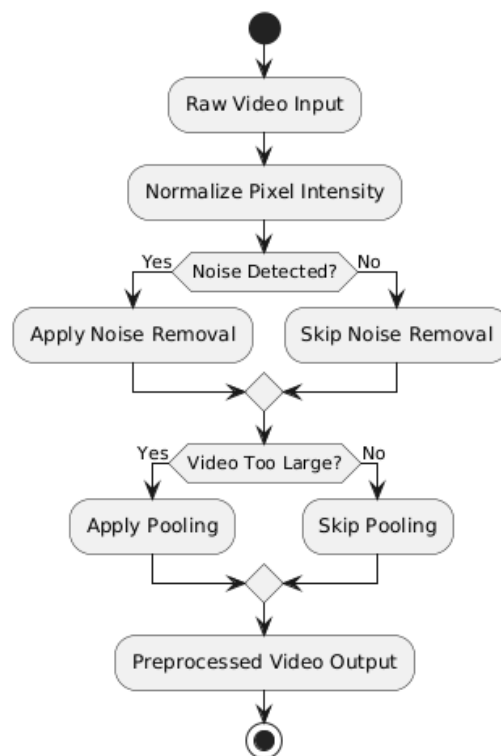 Raw Video Input
Normalize Pixel Intensity
Yes
Noise Detected?
No
Apply Noise Removal
Skip Noise Removal
Yes
Video Too Large?
No
Apply Pooling
Skip Pooling
Preprocessed Video Output